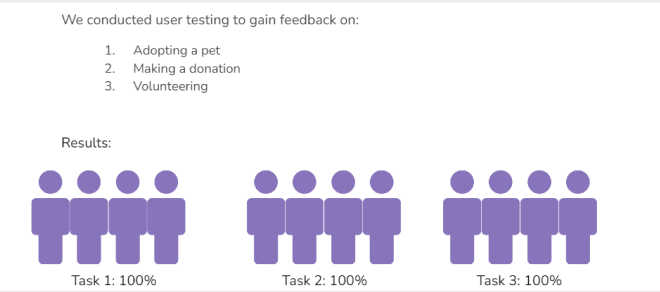 We conducted user testing to gain feedback on:
1. Adopting a pet
2. Making a donation
3. Volunteering
Results:
Task 1: 100%
Task 2: 100%
Task 3: 100%